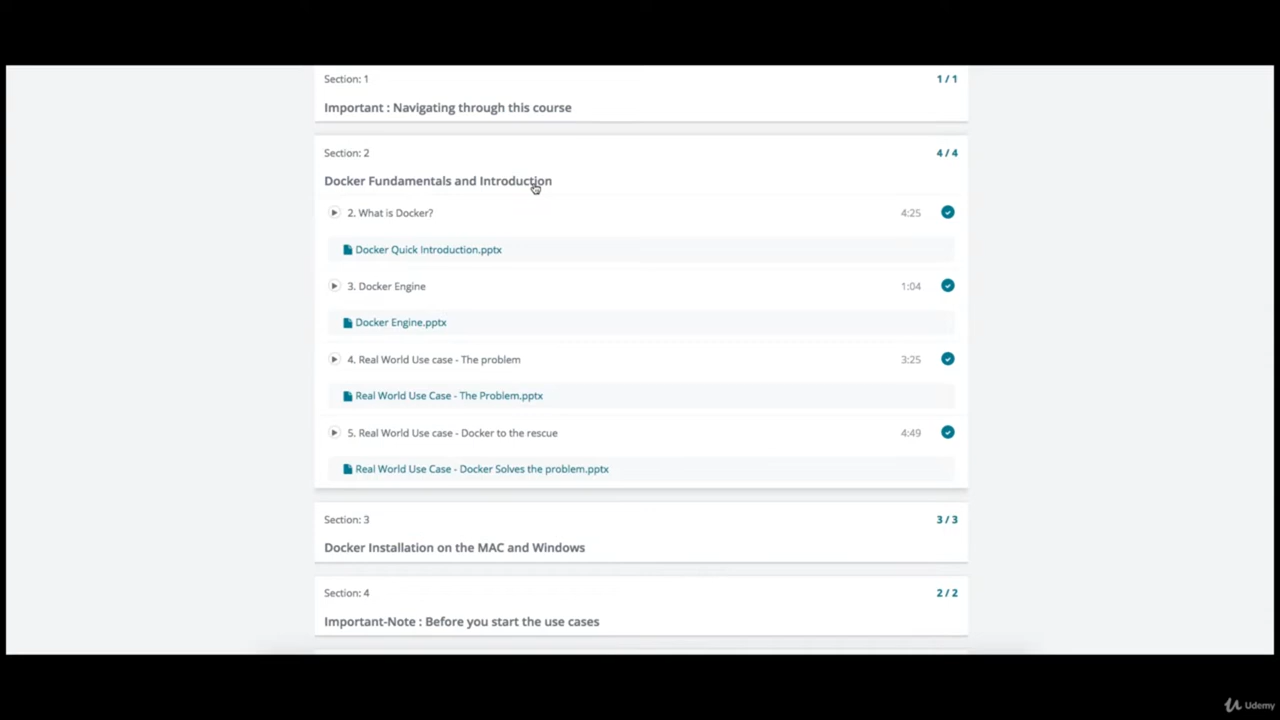 Section: 1 1 / 1
Important : Navigating through this course
Section: 2 4 / 4
Docker Fundamentals and Introduction
2. What is Docker? 4:25
Docker Quick Introduction.pptx
3. Docker Engine 1:04
Docker Engine.pptx
4. Real World Use case - The problem 3:25
Real World Use Case - The Problem.pptx
5. Real World Use case - Docker to the rescue 4:49
Real World Use Case - Docker Solves the problem.pptx
Section: 3 3 / 3
Docker Installation on the MAC and Windows
Section: 4 2 / 2
Important-Note : Before you start the use cases
Udemy